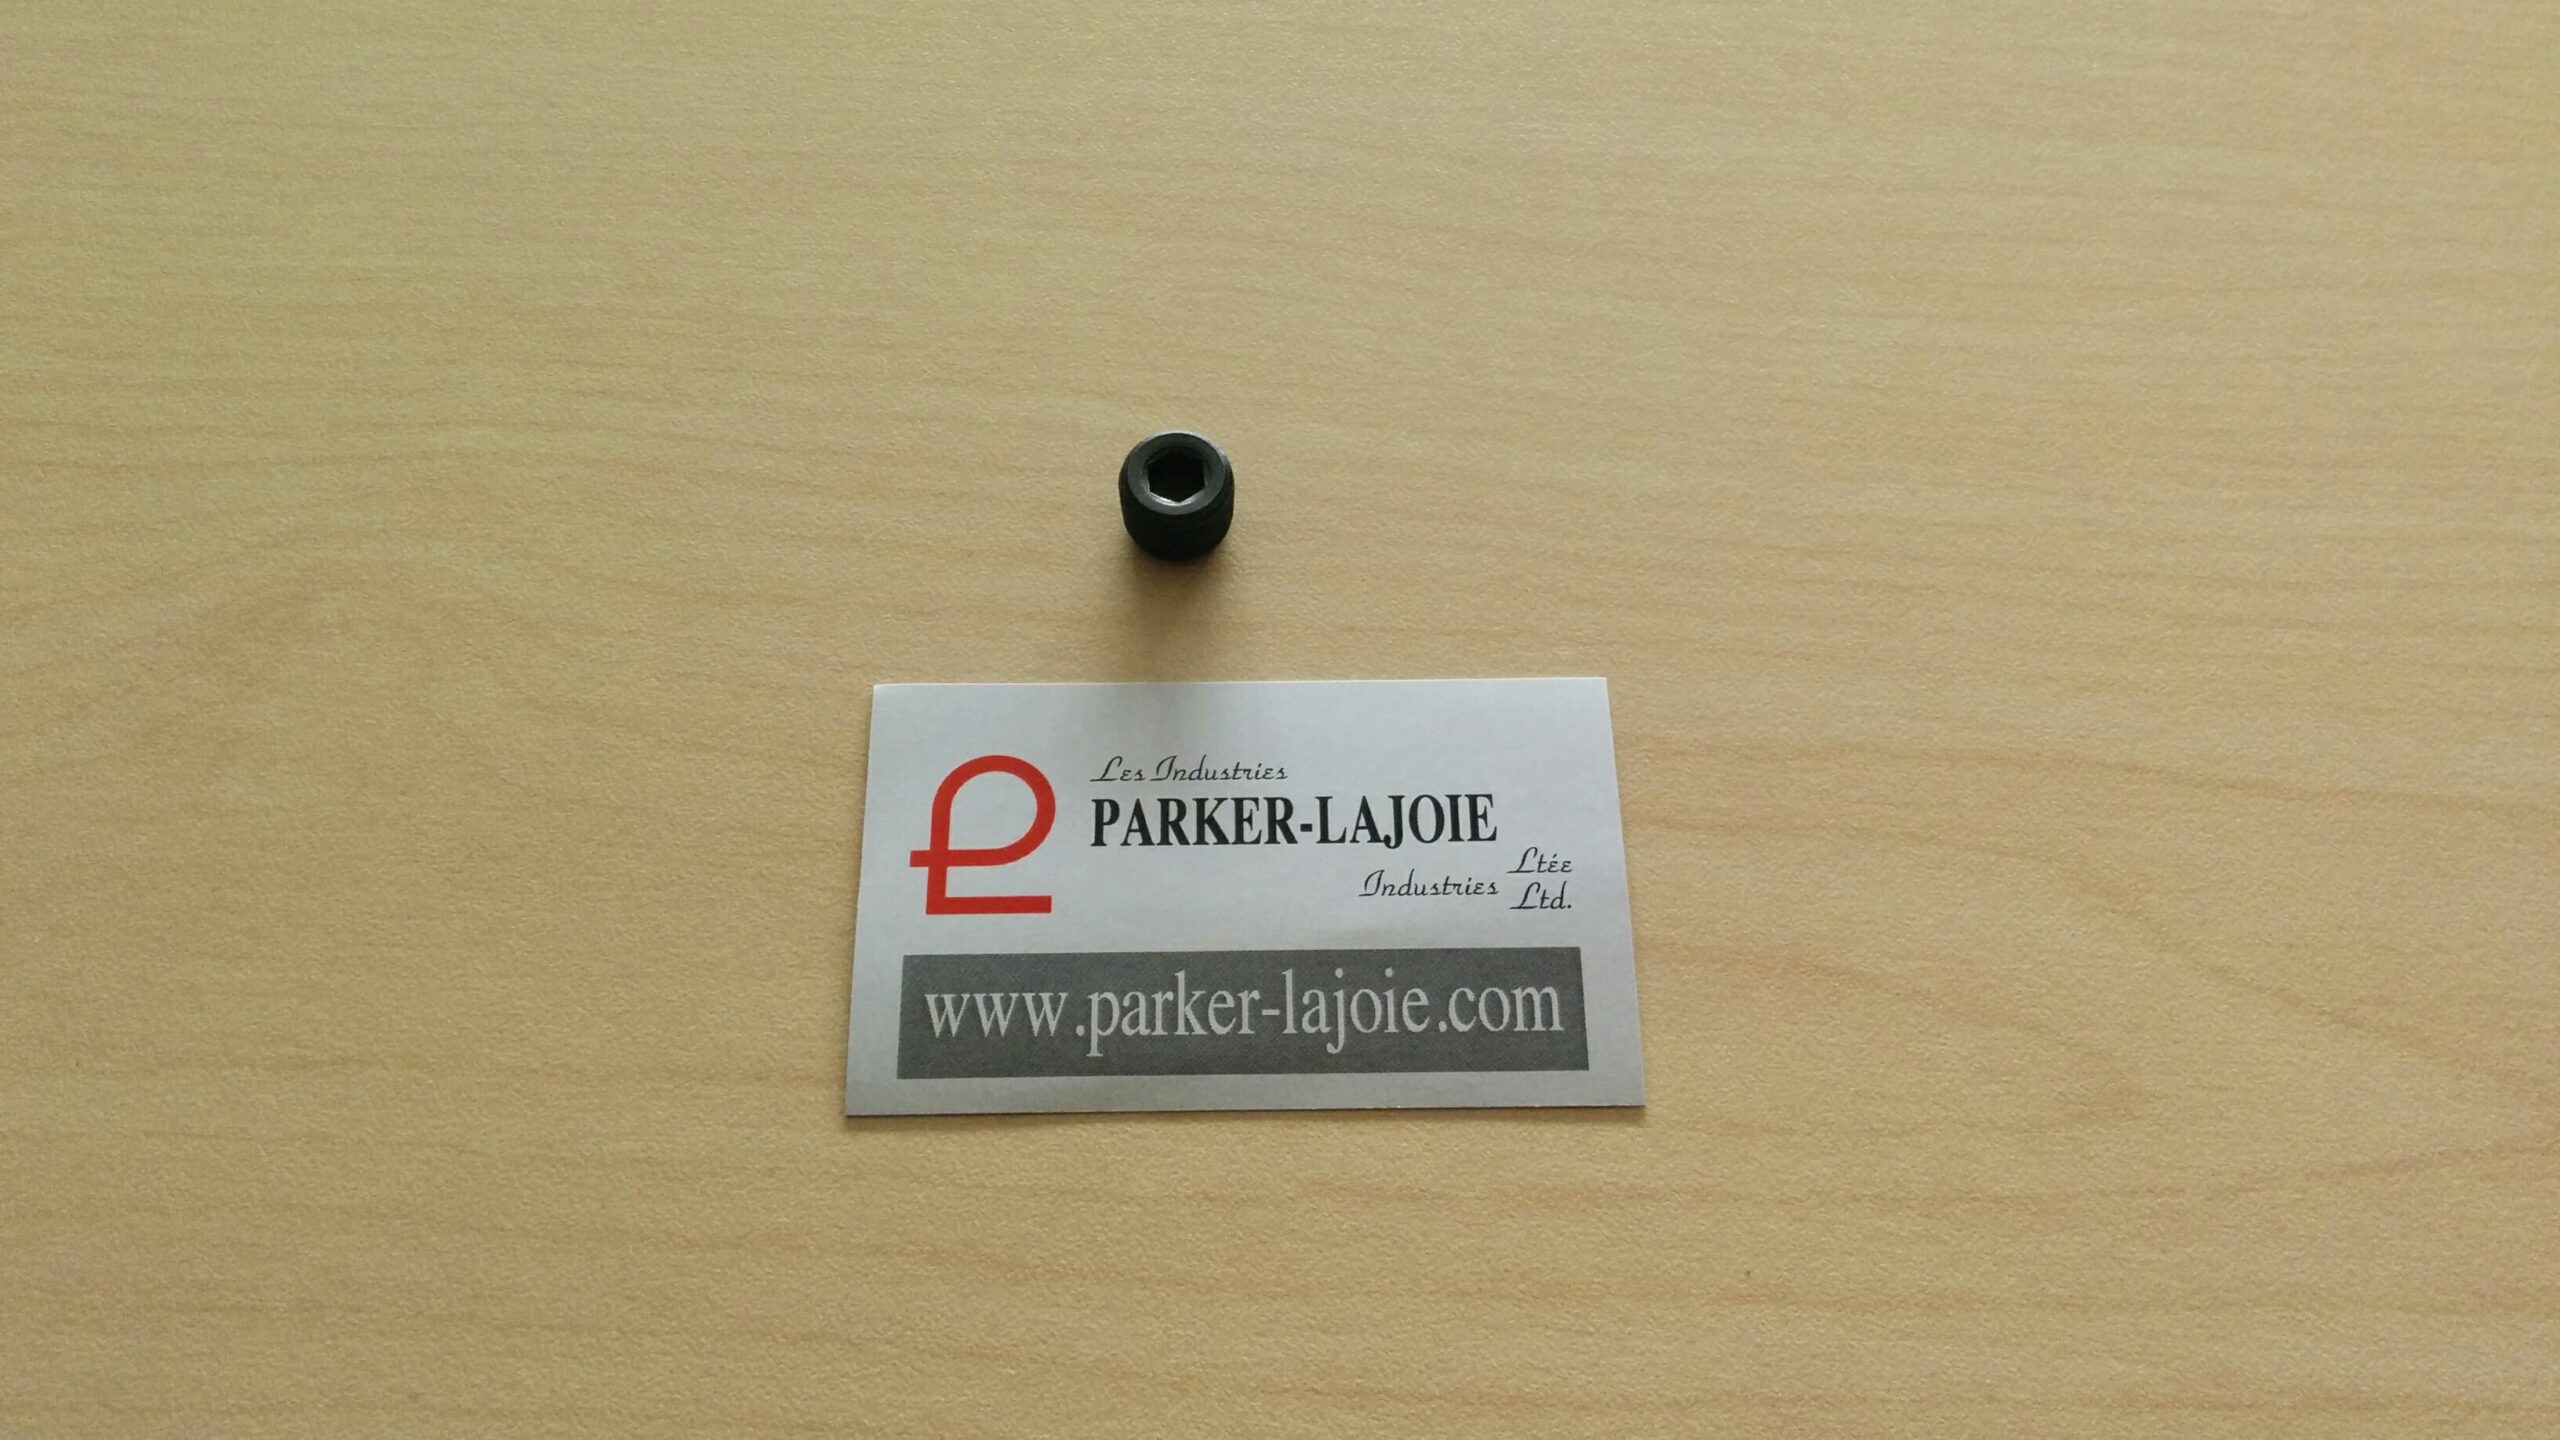 Les Industries
PARKER-LAJOIE
Industries Ltée
Ltd.
www.parker-lajoie.com